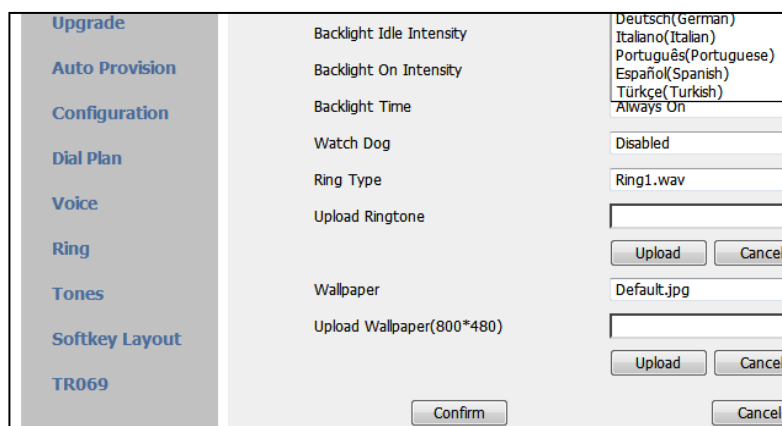 Upgrade
Auto Provision
Configuration
Dial Plan
Voice
Ring
Tones
Softkey Layout
TR069
Backlight Idle Intensity
Backlight On Intensity
Backlight Time
Watch Dog
Ring Type
Upload Ringtone
Wallpaper
Upload Wallpaper(800*480)
Deutsch(German)
Italiano(Italian)
Português(Portuguese)
Español(Spanish)
Türkçe(Turkish)
Always On
Disabled
Ring1.wav
Upload Cancel
Default.jpg
Upload Cancel
Confirm Cancel